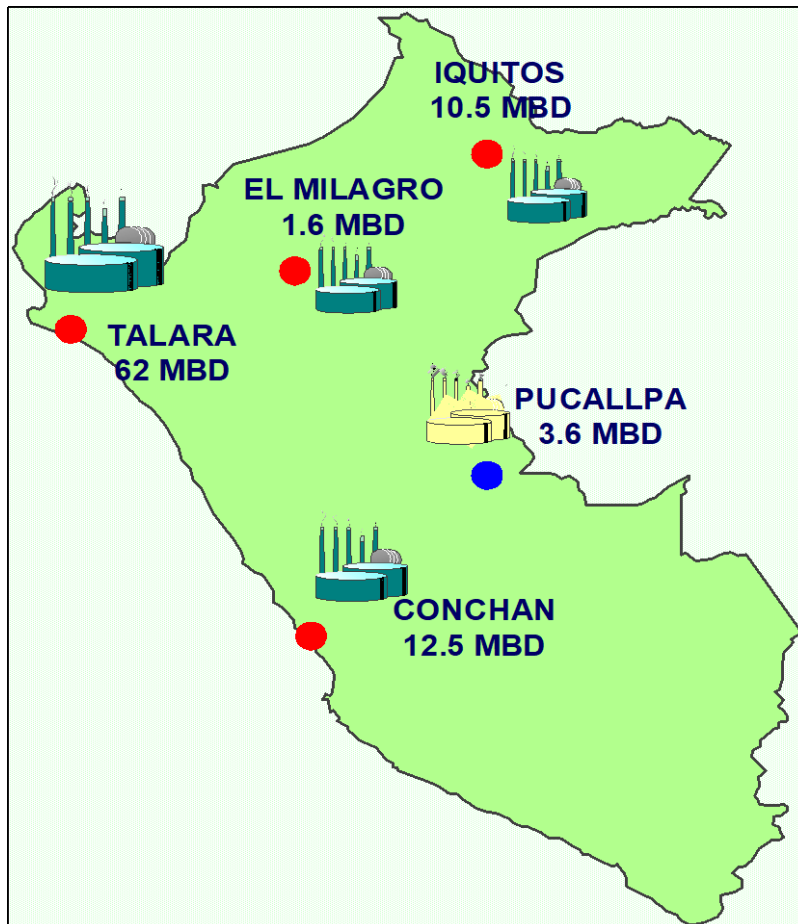 IQUITOS
10.5 MBD
EL MILAGRO
1.6 MBD
TALARA
62 MBD
PUCALLPA
3.6 MBD
CONCHAN
12.5 MBD